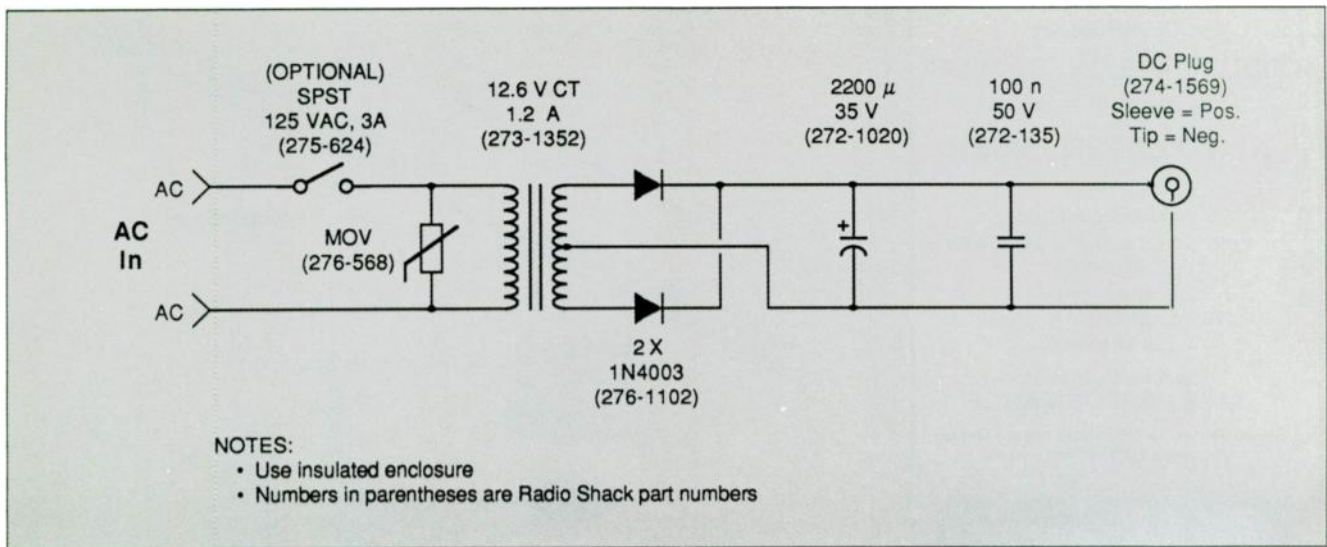 (OPTIONAL)
SPST
125 VAC, 3A
(275-624)
12.6 V CT
1.2 A
(273-1352)
2200 μ
35 V
(272-1020)
100 n
50 V
(272-135)
DC Plug
(274-1569)
Sleeve = Pos.
Tip = Neg.
AC
AC
In
MOV
(276-568)
AC
+
2 X
1N4003
(276-1102)
NOTES:
• Use insulated enclosure
• Numbers in parentheses are Radio Shack part numbers